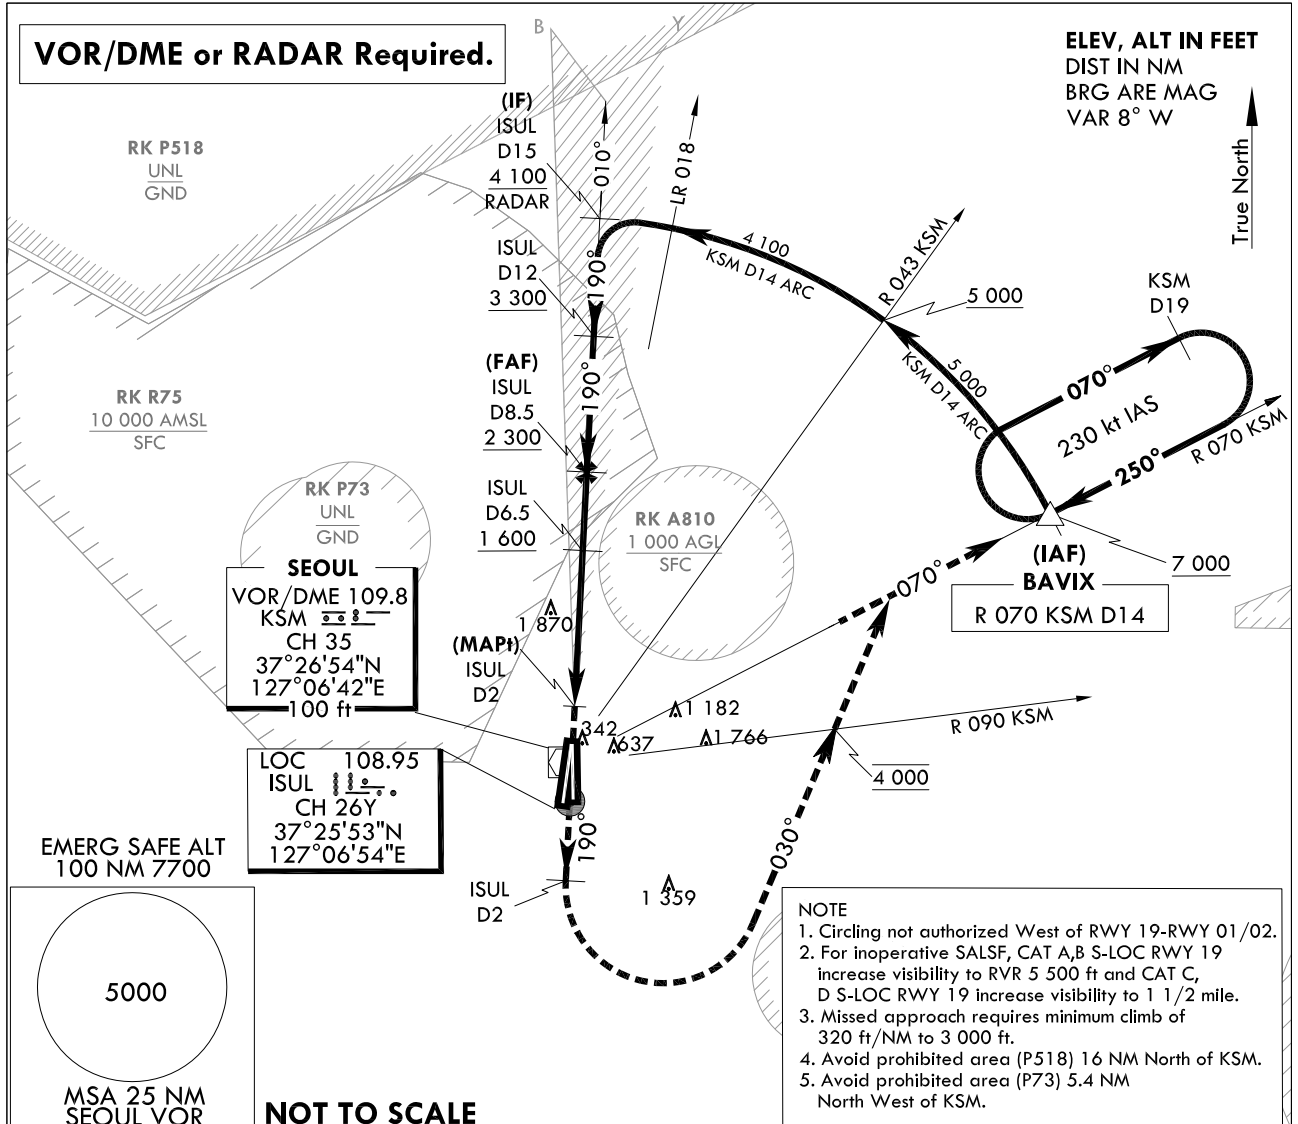 VOR/DME or RADAR Required.
B
Y
ELEV, ALT IN FEET
DIST IN NM
BRG ARE MAG
VAR 8° W
True North
RK P518
UNL
GND
(IF)
ISUL
D15
4 100
RADAR
010°
LR 018
ISUL
D12
3 300
190°
4 100
KSM D14 ARC
R 043 KSM
5 000
KSM
D19
5 000
KSM D14 ARC
070°
230 kt IAS
250°
R 070 KSM
(FAF)
ISUL
D8.5
2 300
190°
RK R75
10 000 AMSL
SFC
RK P73
UNL
GND
ISUL
D6.5
1 600
RK A810
1 000 AGL
SFC
(IAF)
BAVIX
R 070 KSM D14
7 000
070°
SEOUL
VOR/DME 109.8
KSM
CH 35
37°26'54"N
127°06'42"E
100 ft
1 870
(MAPt)
ISUL
D2
342
637
1 182
1 766
R 090 KSM
4 000
LOC 108.95
ISUL
CH 26Y
37°25'53"N
127°06'54"E
190°
030°
ISUL
D2
1 359
EMERG SAFE ALT
100 NM 7700
5000
MSA 25 NM
SEOUL VOR
NOT TO SCALE
NOTE
1. Circling not authorized West of RWY 19-RWY 01/02.
2. For inoperative SALSF, CAT A,B S-LOC RWY 19
increase visibility to RVR 5 500 ft and CAT C,
D S-LOC RWY 19 increase visibility to 1 1/2 mile.
3. Missed approach requires minimum climb of
320 ft/NM to 3 000 ft.
4. Avoid prohibited area (P518) 16 NM North of KSM.
5. Avoid prohibited area (P73) 5.4 NM
North West of KSM.